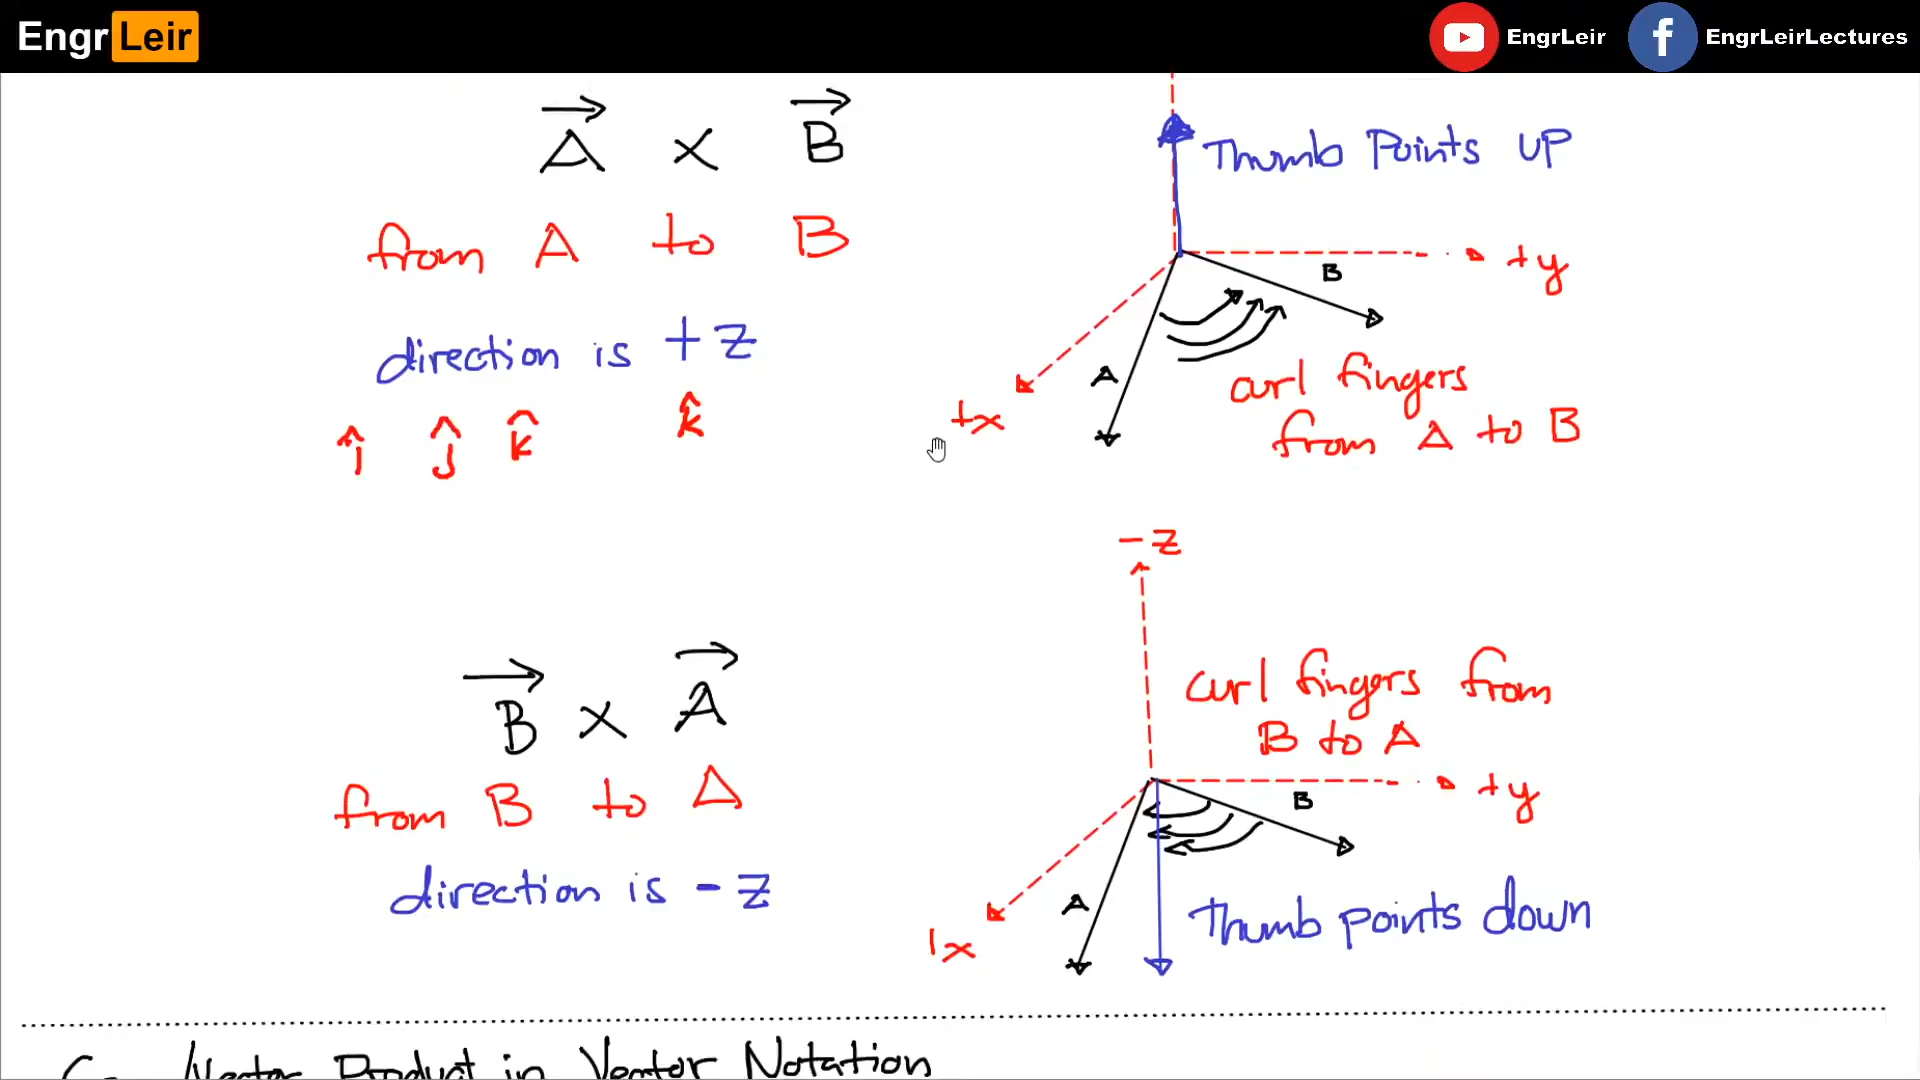 EngrLeir
EngrLeir
EngrLeirLectures
A x B
from A to B
direction is +z
î ĵ k̂ k̂
Thumb Points UP
+y
B
A
+x
curl fingers
from A to B
-z
B x A
from B to A
direction is -z
curl fingers from
B to A
+y
B
A
Thumb points down
Vector Product in Vector Notation